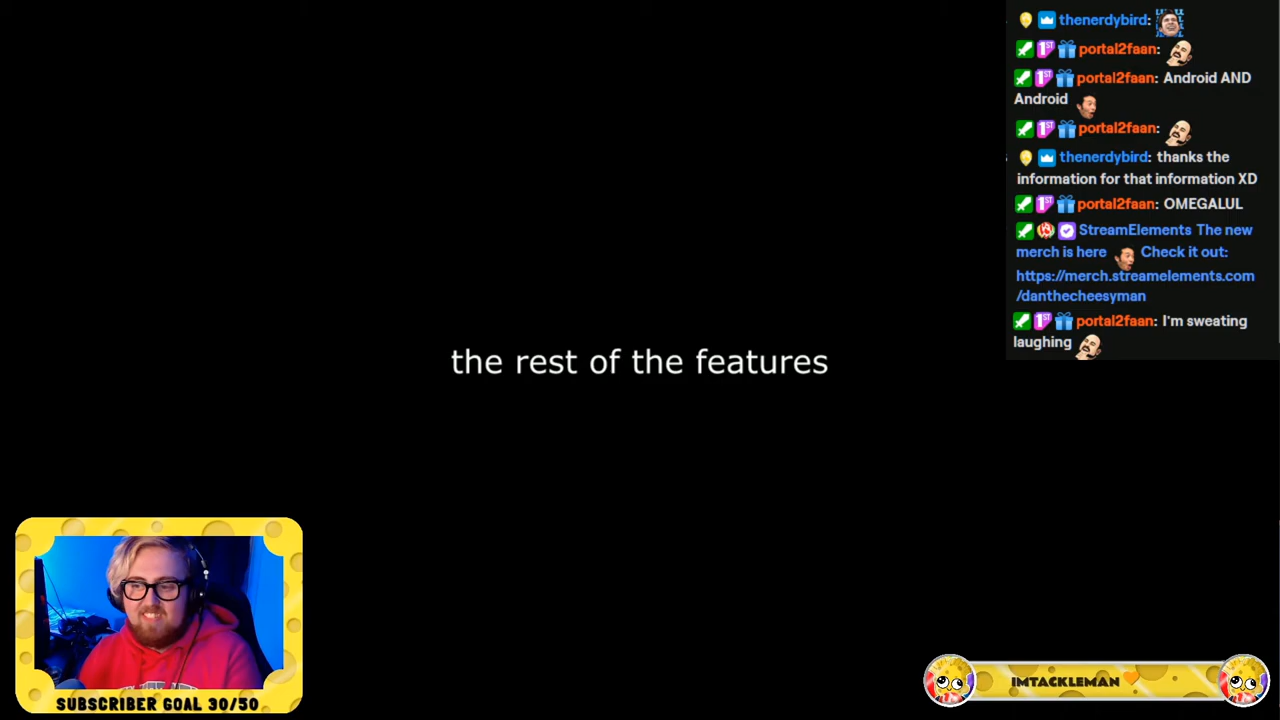 thenerdybird:
portal2faan:
portal2faan: Android AND
Android
portal2faan:
thenerdybird: thanks the
information for that information XD
portal2faan: OMEGALUL
StreamElements The new
merch is here Check it out:
https://merch.streamelements.com
/danthecheesyman
portal2faan: I'm sweating
laughing
the rest of the features
SUBSCRIBER GOAL 30/50
IMTACKLEMAN